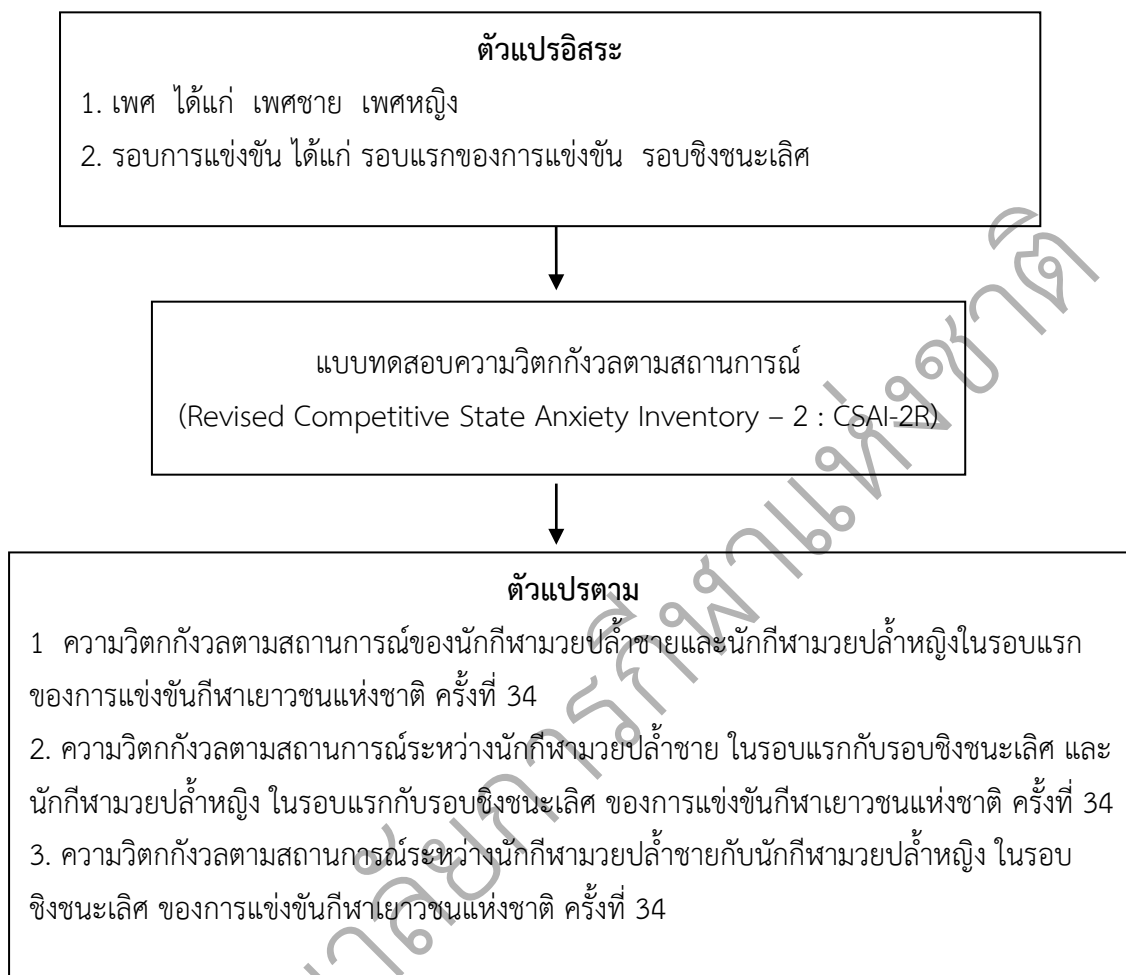 ตัวแปรอิสระ
1. เพศ ได้แก่ เพศชาย เพศหญิง
2. รอบการแข่งขัน ได้แก่ รอบแรกของการแข่งขัน รอบชิงชนะเลิศ
แบบทดสอบความวิตกกังวลตามสถานการณ์
(Revised Competitive State Anxiety Inventory – 2 : CSAI-2R)
ตัวแปรตาม
1 ความวิตกกังวลตามสถานการณ์ของนักกีฬามวยปล้ำชายและนักกีฬามวยปล้ำหญิงในรอบแรก
ของการแข่งขันกีฬาเยาวชนแห่งชาติ ครั้งที่ 34
2. ความวิตกกังวลตามสถานการณ์ระหว่างนักกีฬามวยปล้ำชาย ในรอบแรกกับรอบชิงชนะเลิศ และ
นักกีฬามวยปล้ำหญิง ในรอบแรกกับรอบชิงชนะเลิศ ของการแข่งขันกีฬาเยาวชนแห่งชาติ ครั้งที่ 34
3. ความวิตกกังวลตามสถานการณ์ระหว่างนักกีฬามวยปล้ำชายกับนักกีฬามวยปล้ำหญิง ในรอบ
ชิงชนะเลิศ ของการแข่งขันกีฬาเยาวชนแห่งชาติ ครั้งที่ 34
าลัยการกีฬาแห่งชาติ